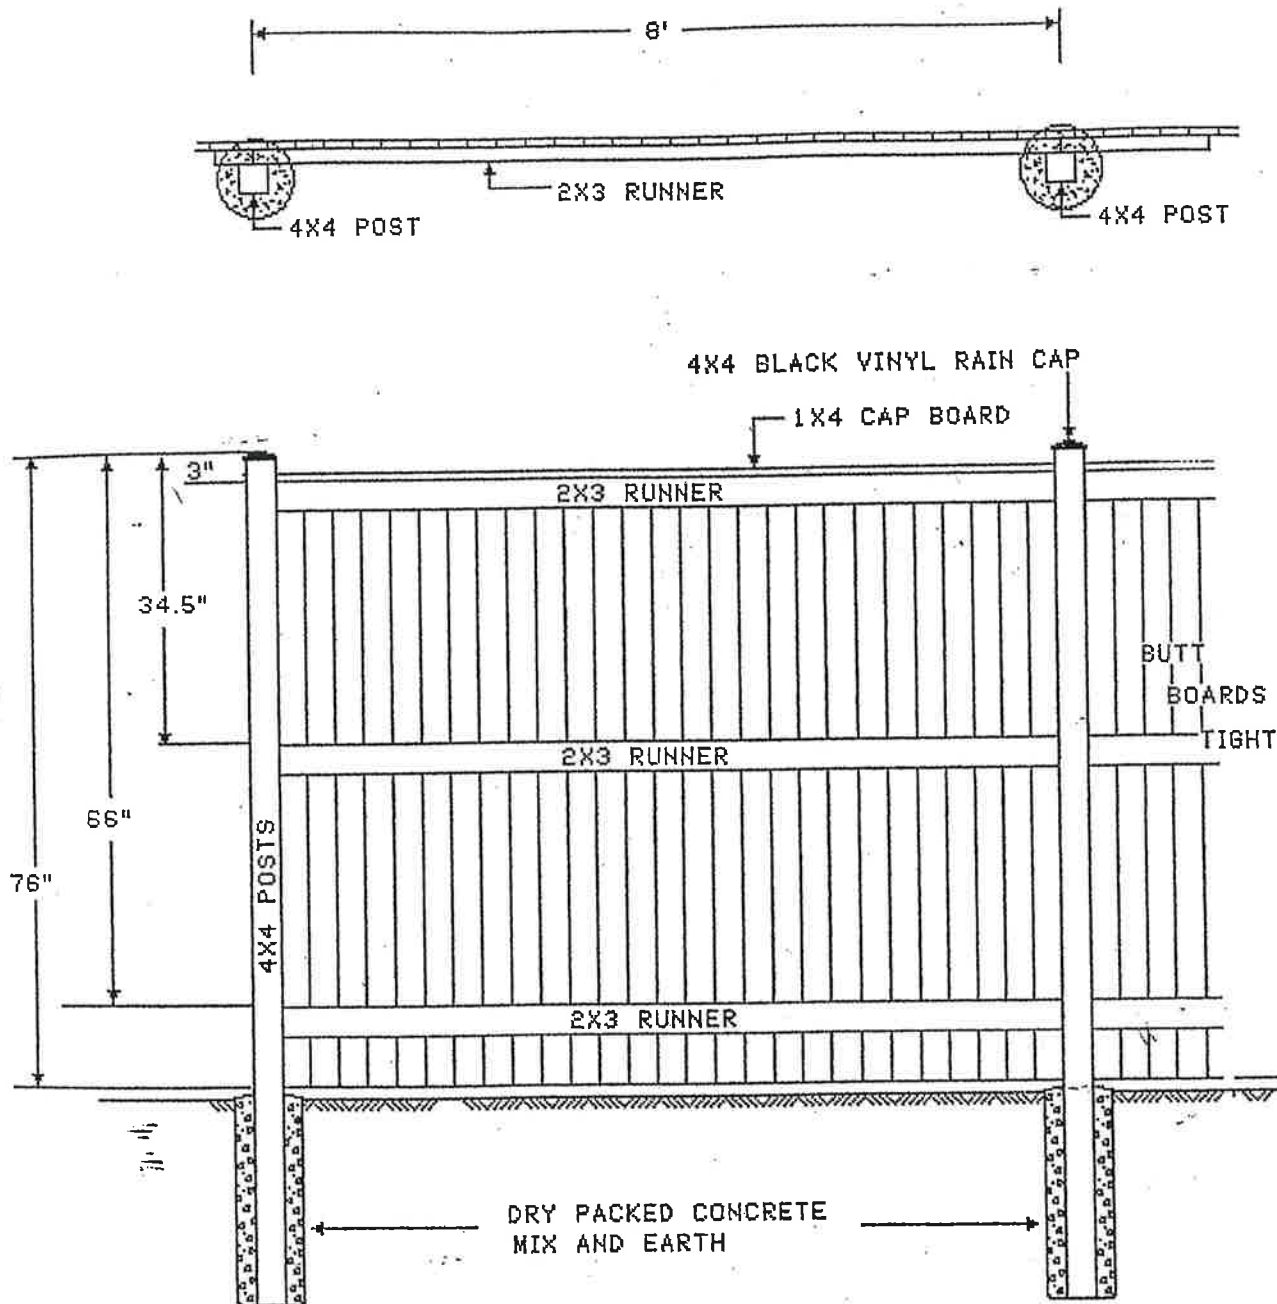 8'
2X3 RUNNER
4X4 POST
4X4 POST
4X4 BLACK VINYL RAIN CAP
1X4 CAP BOARD
3"
2X3 RUNNER
34.5"
BUTT
BOARDS
TIGHT
2X3 RUNNER
66"
76"
4X4 POSTS
2X3 RUNNER
DRY PACKED CONCRETE
MIX AND EARTH